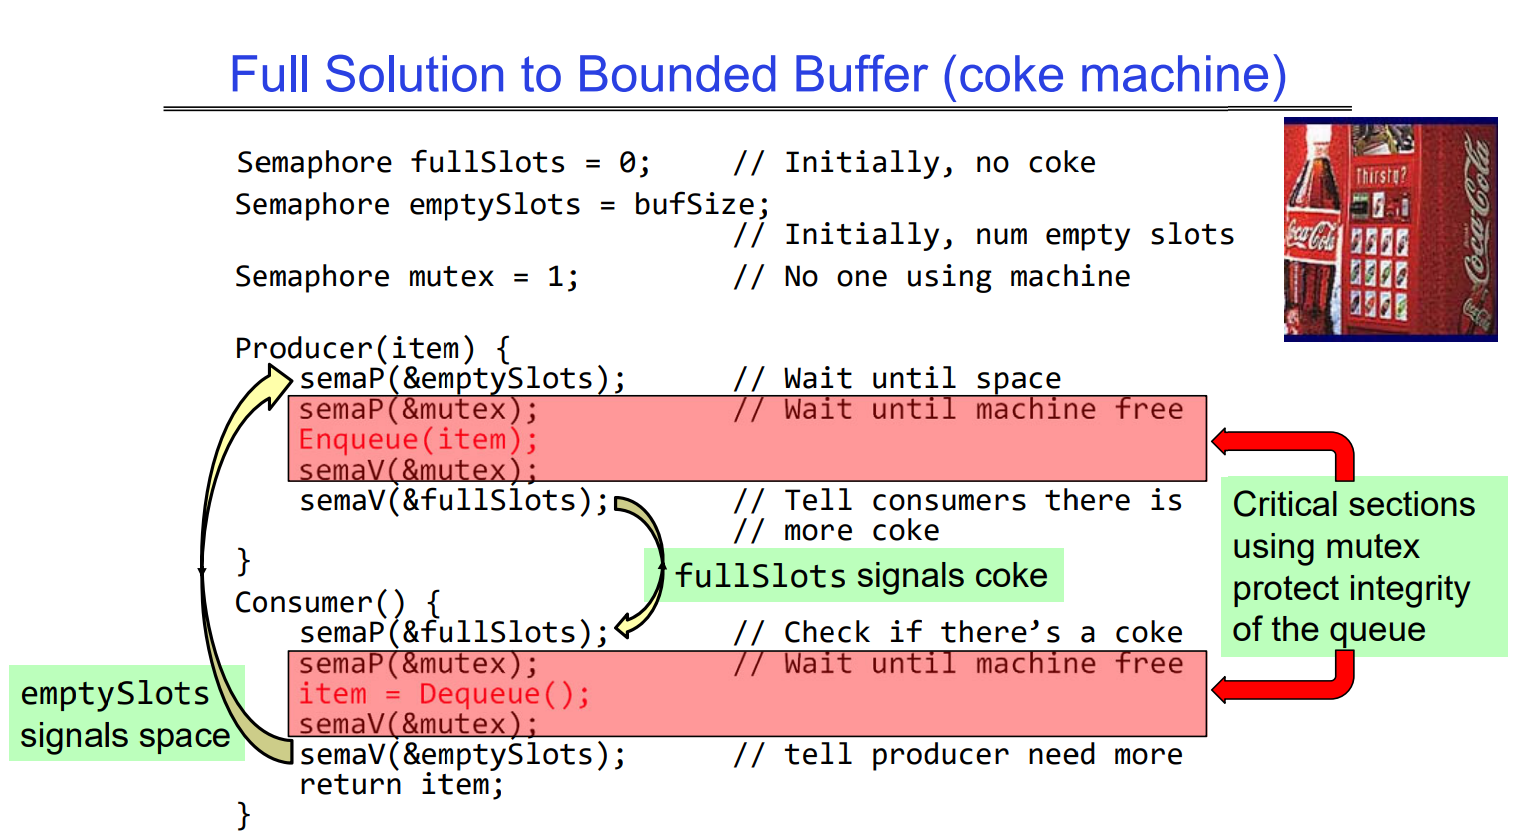 Full Solution to Bounded Buffer (coke machine)
Semaphore fullSlots = 0; // Initially, no coke
Semaphore emptySlots = bufSize;
// Initially, num empty slots
Semaphore mutex = 1; // No one using machine
Thirsty?
Coca-Cola
Coca-Cola
Producer(item) {
semaP(&emptySlots); // Wait until space
semaP(&mutex); // Wait until machine free
Enqueue(item);
semaV(&mutex);
semaV(&fullSlots); // Tell consumers there is
// more coke
}
fullSlots signals coke
Critical sections
using mutex
protect integrity
of the queue
Consumer() {
semaP(&fullSlots); // Check if there’s a coke
semaP(&mutex); // Wait until machine free
item = Dequeue();
semaV(&mutex);
semaV(&emptySlots); // tell producer need more
return item;
}
emptySlots
signals space